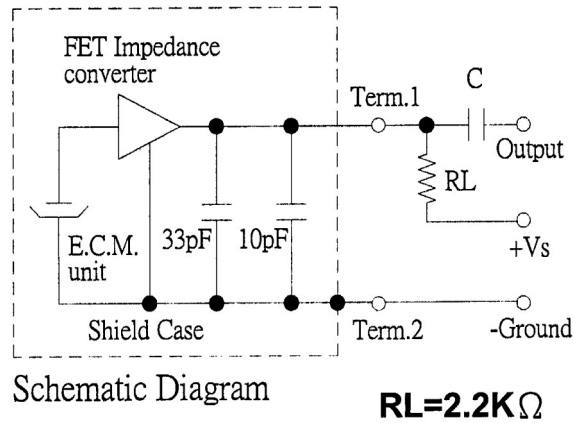 FET Impedance
converter
Term.1
C
Output
RL
+Vs
E.C.M.
unit
33pF
10pF
Shield Case
Term.2
-Ground
Schematic Diagram
RL=2.2KΩ